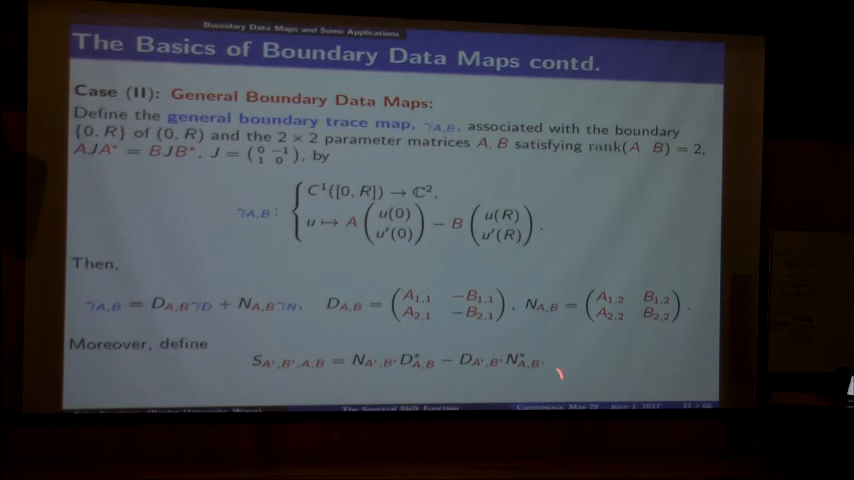 Boundary Data Maps and Some Applications
The Basics of Boundary Data Maps contd.
Case (II): General Boundary Data Maps:
Define the general boundary trace map, γ_{A,B}, associated with the boundary
{0, R} of (0, R) and the 2 × 2 parameter matrices A, B satisfying rank(A B) = 2,
AJA* = BJB*, J = (0 −1 / 1 0), by
γ_{A,B} : { C¹([0, R]) → ℂ²,
u ↦ A (u(0) / u′(0)) − B (u(R) / u′(R)).
Then,
γ_{A,B} = D_{A,B}γ_D + N_{A,B}γ_N, D_{A,B} = (A_{1,1} −B_{1,1} / A_{2,1} −B_{2,1}), N_{A,B} = (A_{1,2} B_{1,2} / A_{2,2} B_{2,2}).
Moreover, define
S_{A′,B′,A,B} = N_{A′,B′} D*_{A,B} − D_{A′,B′} N*_{A,B}.
The Spectral Shift Function
Cuernavaca, May 29 – June 2, 2017 37 / 66